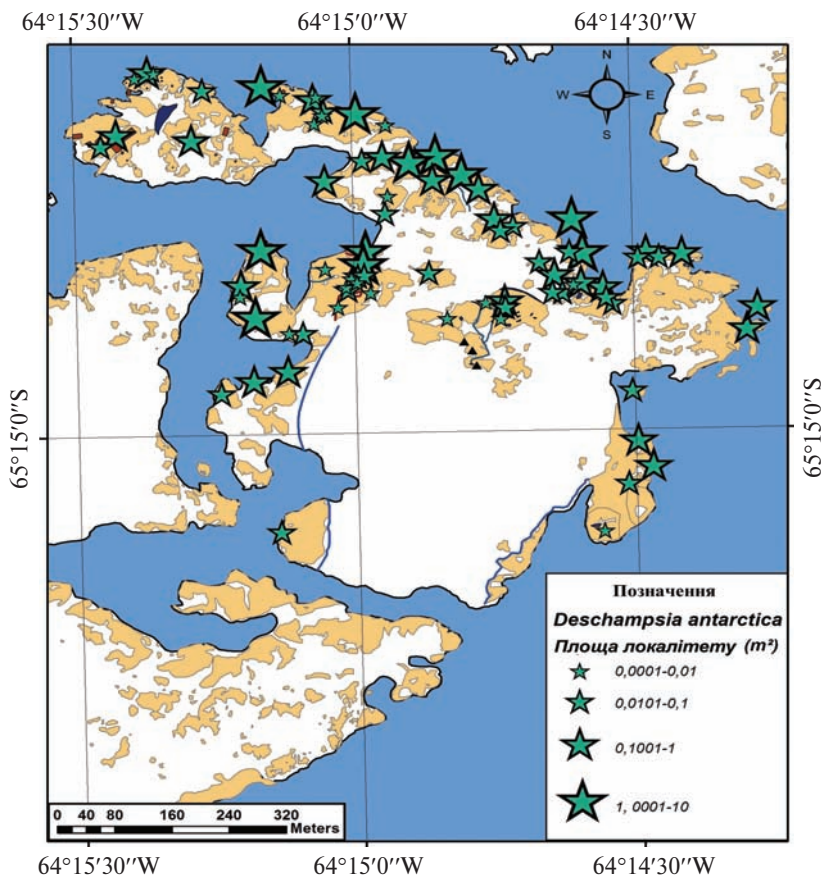 64°15′30′′W 64°15′0′′W 64°14′30′′W
N
W E
S
65°15′0′′S 65°15′0′′S
Позначення
Deschampsia antarctica
Площа локалітету (m²)
0,0001-0,01
0,0101-0,1
0,1001-1
1, 0001-10
0 40 80 160 240 320
Meters
64°15′30′′W 64°15′0′′W 64°14′30′′W